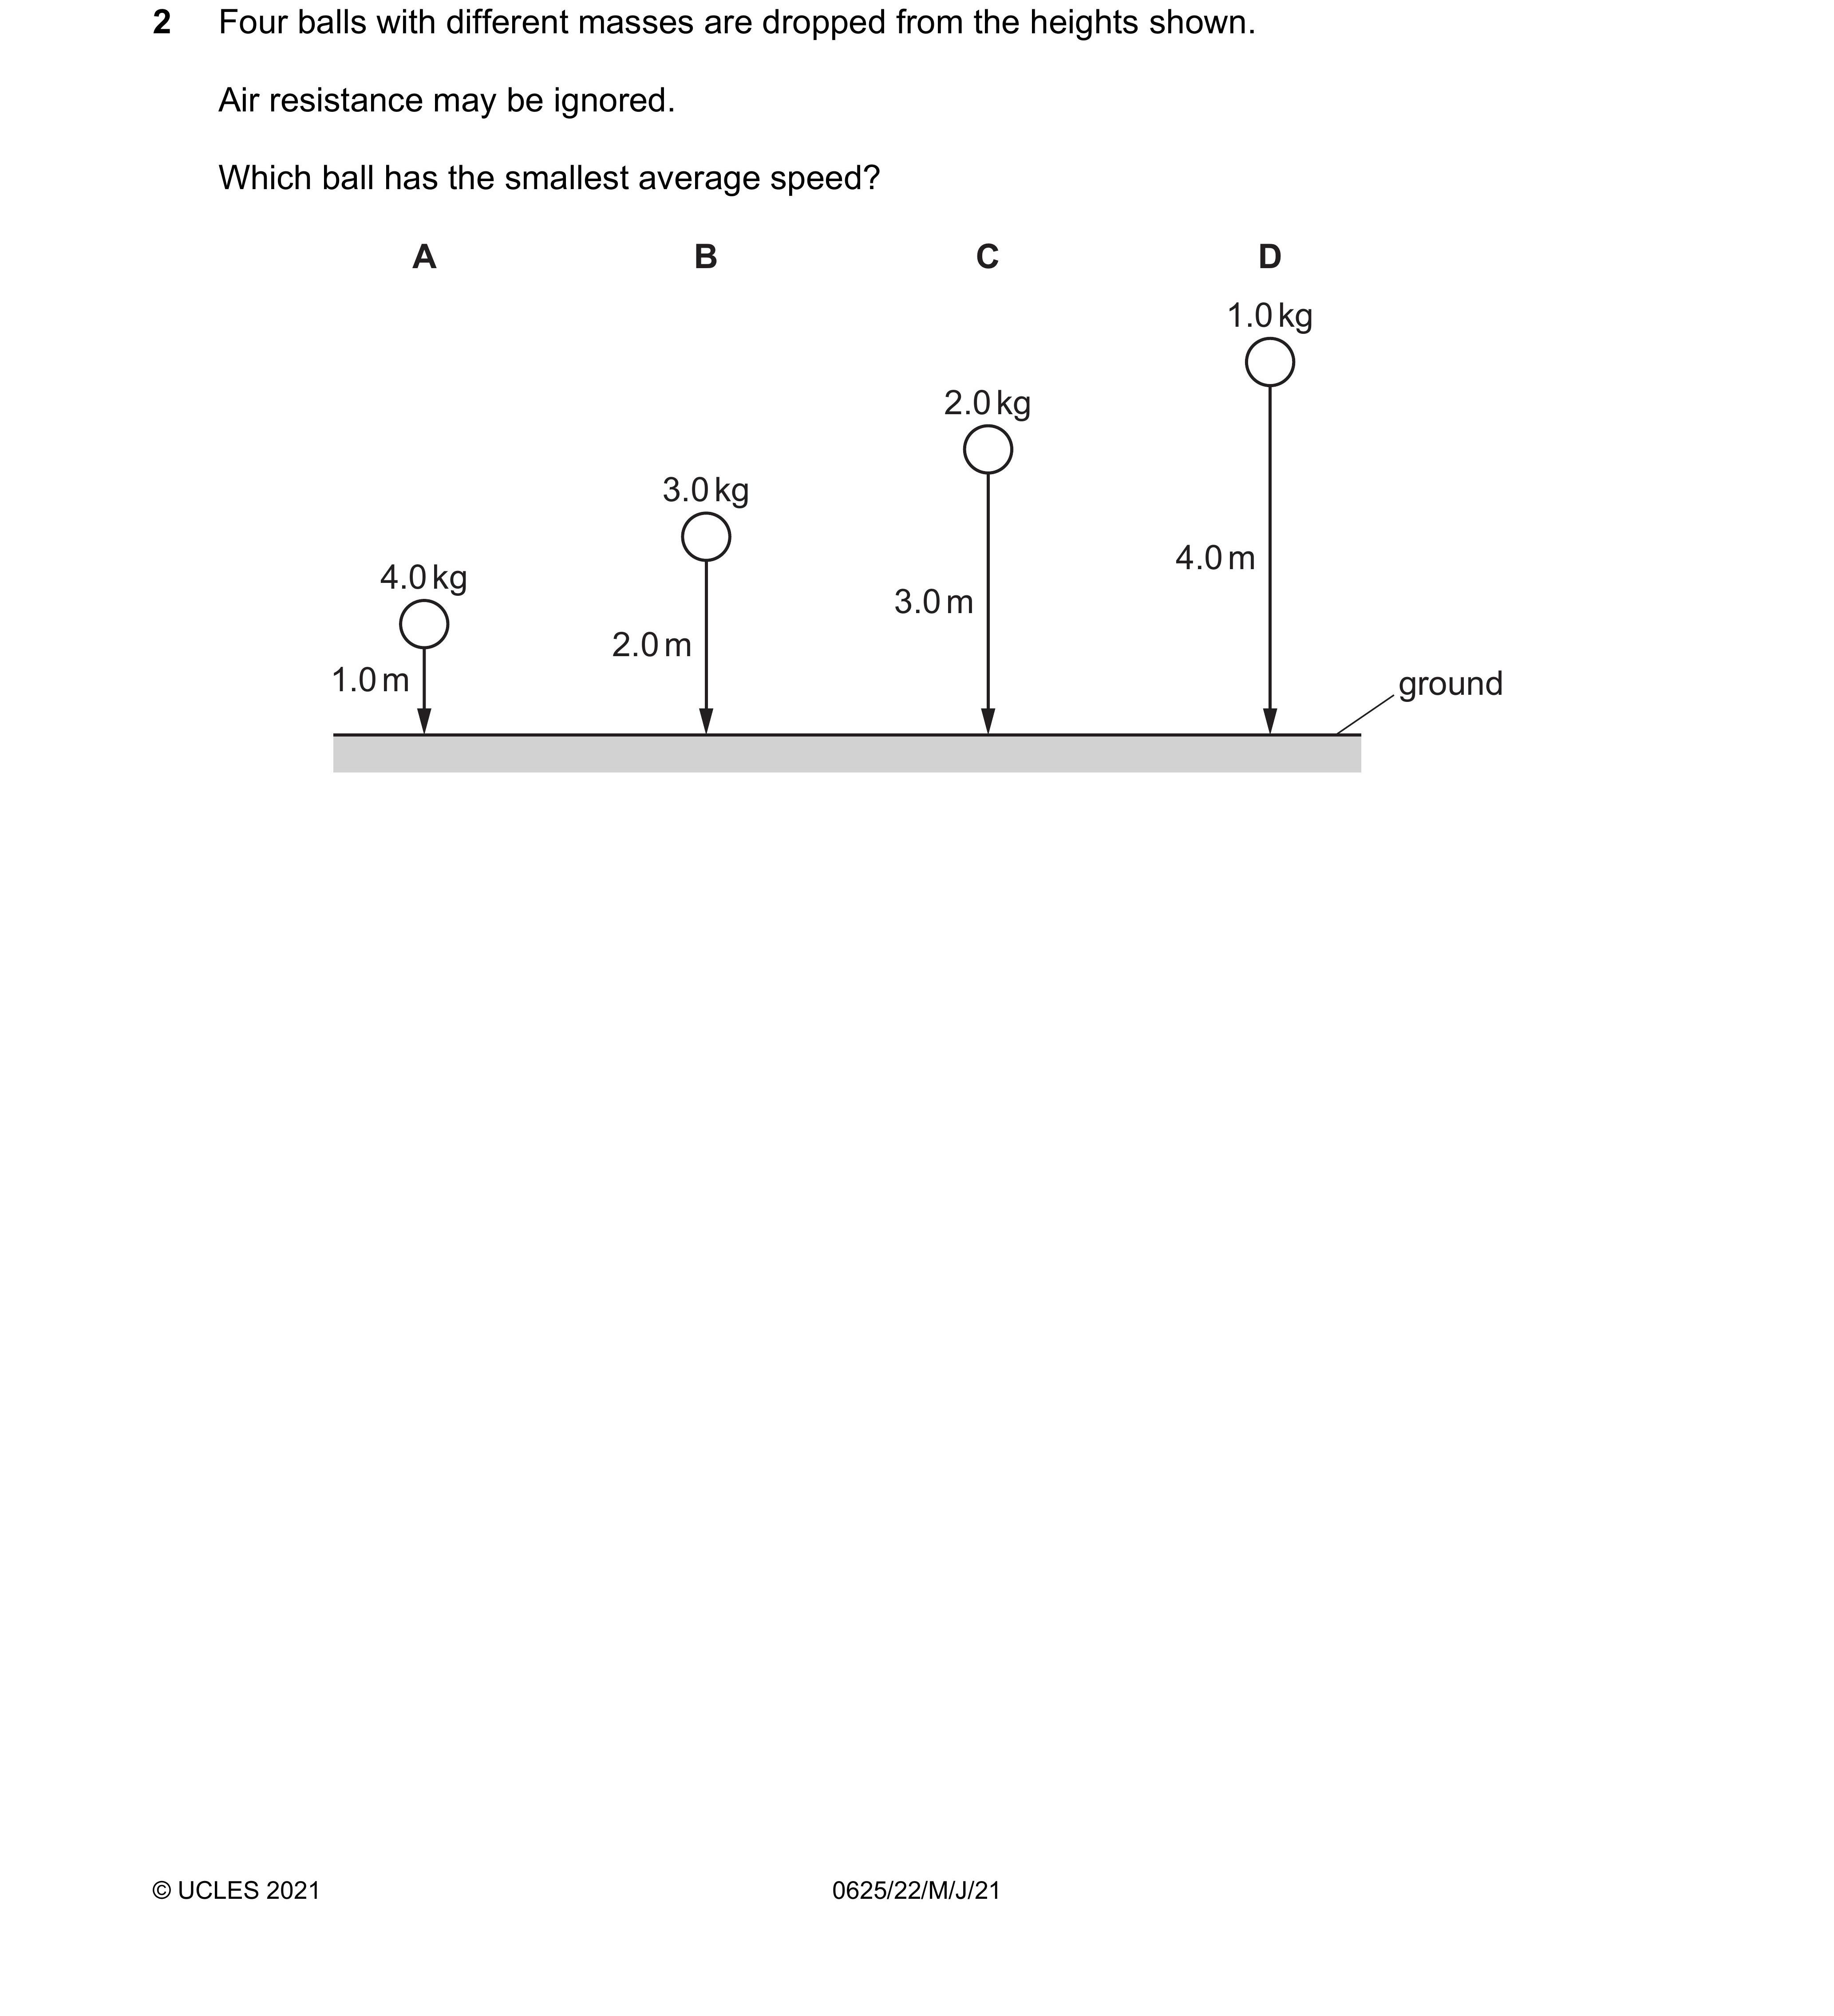 2 Four balls with different masses are dropped from the heights shown.
Air resistance may be ignored.
Which ball has the smallest average speed?
A B C D
1.0 kg
2.0 kg
3.0 kg
4.0 kg
4.0 m
3.0 m
2.0 m
1.0 m
ground
© UCLES 2021 0625/22/M/J/21